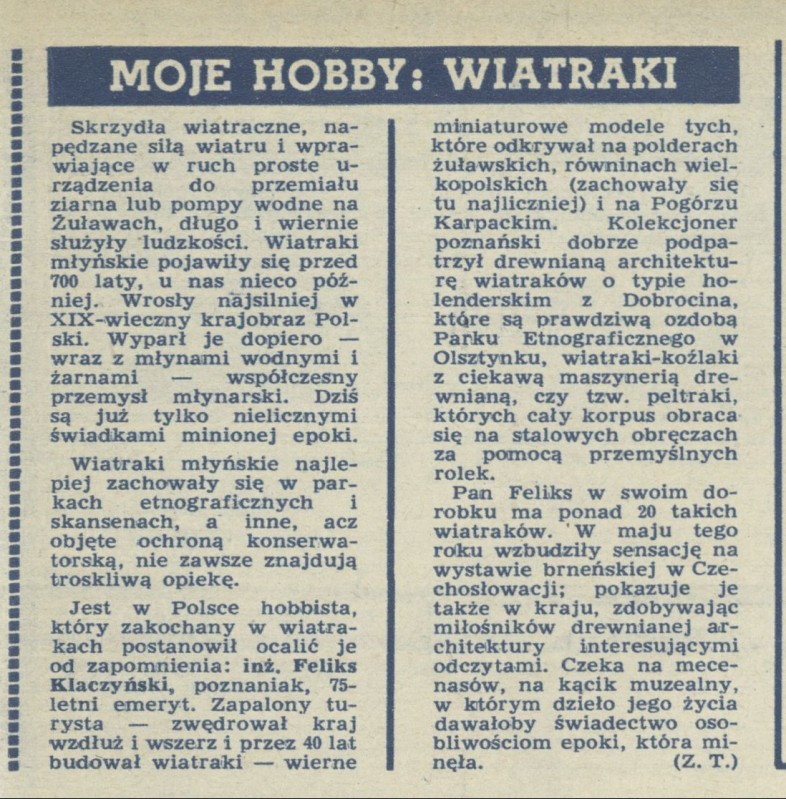 MOJE HOBBY: WIATRAKI
Skrzydła wiatraczne, na-
pędzane siłą wiatru i wpra-
wiające w ruch proste u-
rządzenia do przemiału
ziarna lub pompy wodne na
Żuławach, długo i wiernie
służyły ludzkości. Wiatraki
młyńskie pojawiły się przed
700 laty, u nas nieco póź-
niej. Wrosły najsilniej w
XIX-wieczny krajobraz Pol-
ski. Wyparł je dopiero —
wraz z młynami wodnymi i
żarnami — współczesny
przemysł młynarski. Dziś
są już tylko nielicznymi
świadkami minionej epoki.
Wiatraki młyńskie najle-
piej zachowały się w par-
kach etnograficznych i
skansenach, a inne, acz
objęte ochroną konserwa-
torską, nie zawsze znajdują
troskliwą opiekę.
Jest w Polsce hobbista,
który zakochany w wiatra-
kach postanowił ocalić je
od zapomnienia: inż. Feliks
Klaczyński, poznaniak, 75-
letni emeryt. Zapalony tu-
rysta — zwędrował kraj
wzdłuż i wszerz i przez 40 lat
budował wiatraki — wierne
miniaturowe modele tych,
które odkrywał na polderach
żuławskich, równinach wiel-
kopolskich (zachowały się
tu najliczniej) i na Pogórzu
Karpackim. Kolekcjoner
poznański dobrze podpa-
trzył drewnianą architektu-
rę wiatraków o typie ho-
lenderskim z Dobrocina,
które są prawdziwą ozdobą
Parku Etnograficznego w
Olsztynku, wiatraki-koźlaki
z ciekawą maszynerią dre-
wnianą, czy tzw. peltraki,
których cały korpus obraca
się na stalowych obręczach
za pomocą przemyślnych
rolek.
Pan Feliks w swoim do-
robku ma ponad 20 takich
wiatraków. W maju tego
roku wzbudziły sensację na
wystawie brneńskiej w Cze-
chosłowacji; pokazuje je
także w kraju, zdobywając
miłośników drewnianej ar-
chitektury interesującymi
odczytami. Czeka na mece-
nasów, na kącik muzealny,
w którym dzieło jego życia
dawałoby świadectwo oso-
bliwościom epoki, która mi-
nęła. (Z. T.)